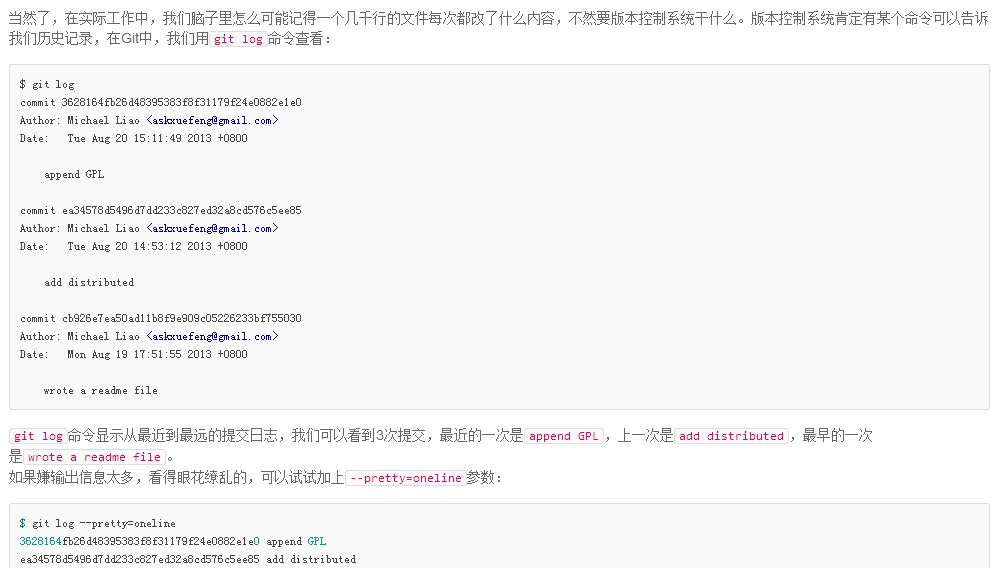 当然了，在实际工作中，我们脑子里怎么可能记得一个几千行的文件每次都改了什么内容，不然要版本控制系统干什么。版本控制系统肯定有某个命令可以告诉
我们历史记录，在Git中，我们用git log命令查看：
$ git log
commit 3628164fb26d48395383f8f31179f24e0882e1e0
Author: Michael Liao <askxuefeng@gmail.com>
Date:   Tue Aug 20 15:11:49 2013 +0800
append GPL
commit ea34578d5496d7dd233c827ed32a8cd576c5ee85
Author: Michael Liao <askxuefeng@gmail.com>
Date:   Tue Aug 20 14:53:12 2013 +0800
add distributed
commit cb926e7ea50ad11b8f9e909c05226233bf755030
Author: Michael Liao <askxuefeng@gmail.com>
Date:   Mon Aug 19 17:51:55 2013 +0800
wrote a readme file
git log命令显示从最近到最远的提交日志，我们可以看到3次提交，最近的一次是append GPL，上一次是add distributed，最早的一次
是wrote a readme file。
如果嫌输出信息太多，看得眼花缭乱的，可以试试加上--pretty=oneline参数：
$ git log --pretty=oneline
3628164fb26d48395383f8f31179f24e0882e1e0 append GPL
ea34578d5496d7dd233c827ed32a8cd576c5ee85 add distributed